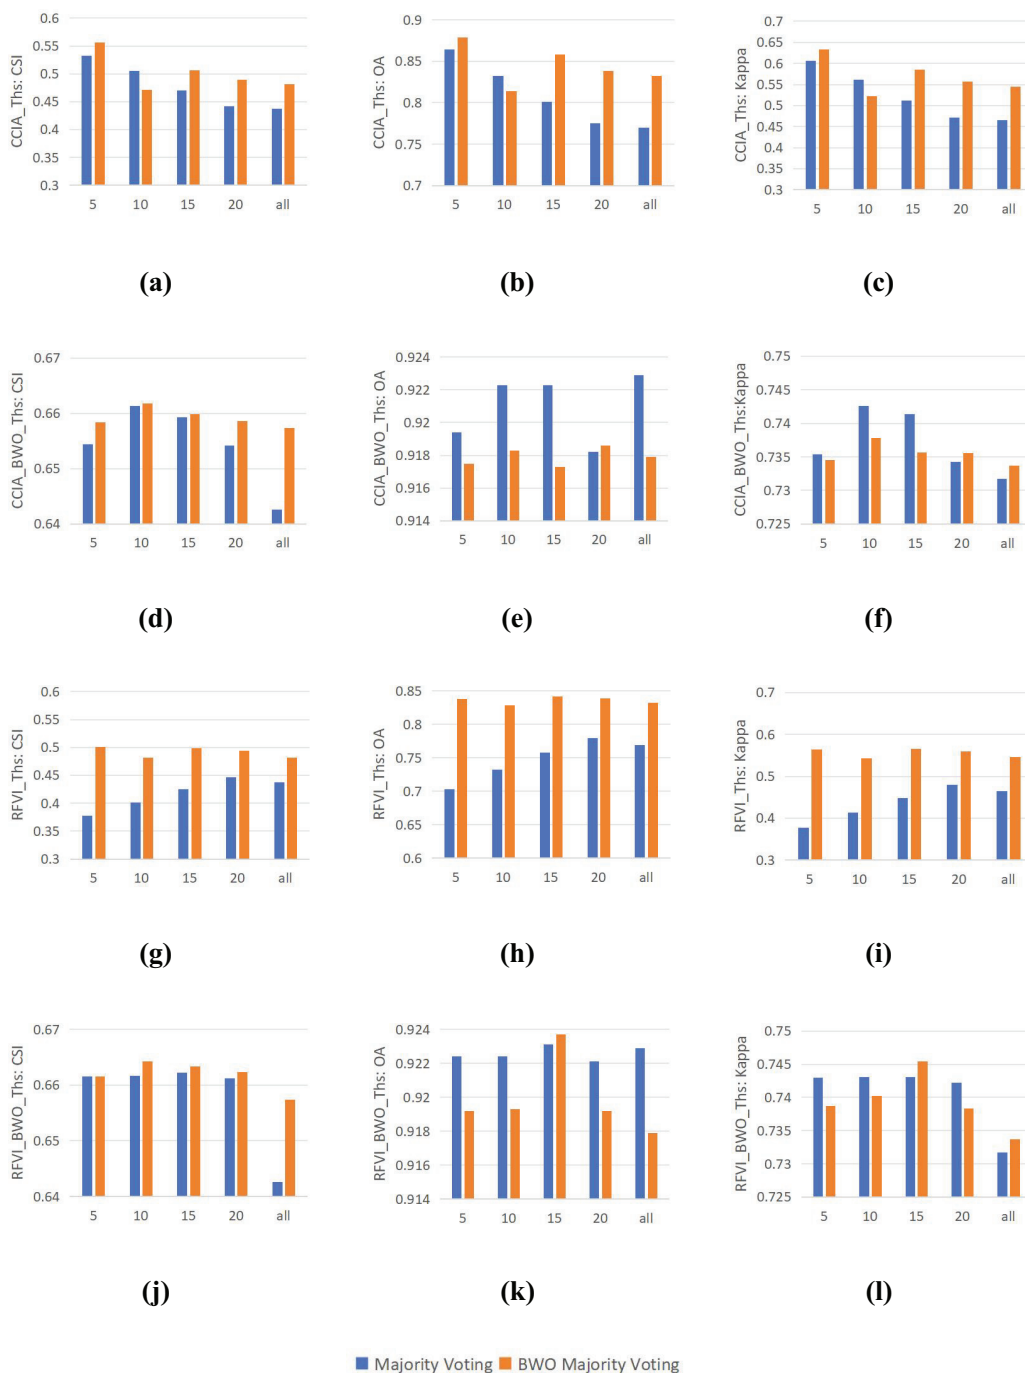 CCIA_Ths: CSI
0.6
0.55
0.5
0.45
0.4
0.35
0.3
5 10 15 20 all
(a)
CCIA_Ths: OA
0.9
0.85
0.8
0.75
0.7
5 10 15 20 all
(b)
CCIA_Ths: Kappa
0.7
0.65
0.6
0.55
0.5
0.45
0.4
0.35
0.3
5 10 15 20 all
(c)
CCIA_BWO_Ths: CSI
0.67
0.66
0.65
0.64
5 10 15 20 all
(d)
CCIA_BWO_Ths: OA
0.924
0.922
0.92
0.918
0.916
0.914
5 10 15 20 all
(e)
CCIA_BWO_Ths:Kappa
0.75
0.745
0.74
0.735
0.73
0.725
5 10 15 20 all
(f)
RFVI_Ths: CSI
0.6
0.55
0.5
0.45
0.4
0.35
0.3
5 10 15 20 all
(g)
RFVI_Ths: OA
0.85
0.8
0.75
0.7
0.65
0.6
5 10 15 20 all
(h)
RFVI_Ths: Kappa
0.7
0.6
0.5
0.4
0.3
5 10 15 20 all
(i)
RFVI_BWO_Ths: CSI
0.67
0.66
0.65
0.64
5 10 15 20 all
(j)
RFVI_BWO_Ths: OA
0.924
0.922
0.92
0.918
0.916
0.914
5 10 15 20 all
(k)
RFVI_BWO_Ths: Kappa
0.75
0.745
0.74
0.735
0.73
0.725
5 10 15 20 all
(l)
Majority Voting BWO Majority Voting